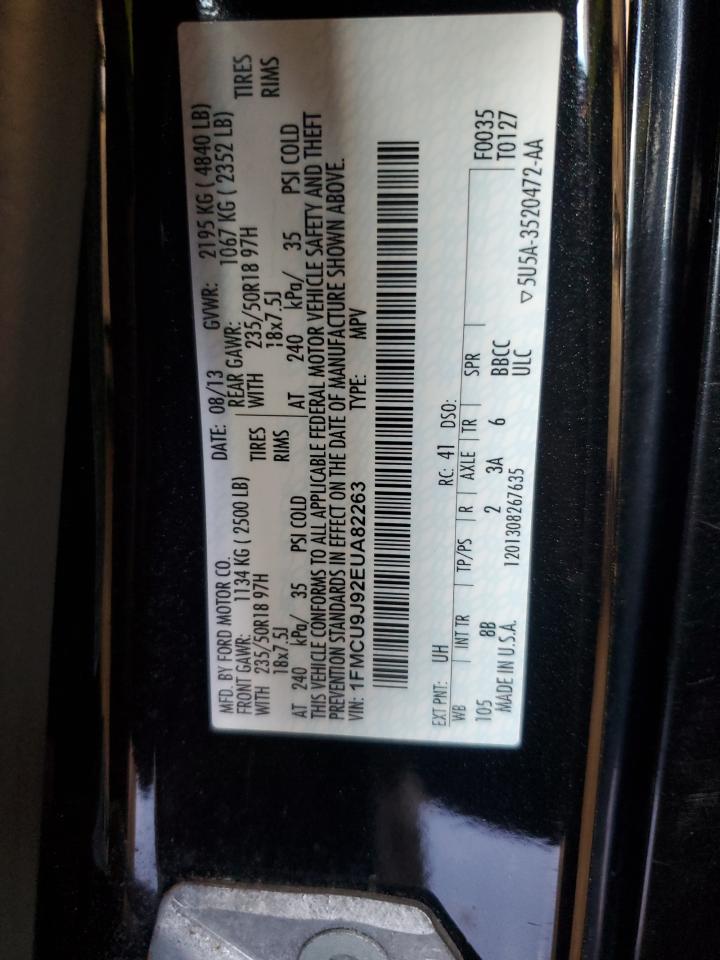 MFD. BY FORD MOTOR CO. DATE: 08/13 GVWR: 2195 KG ( 4840 LB)
FRONT GAWR: 1134 KG ( 2500 LB) REAR GAWR: 1067 KG ( 2352 LB)
WITH 235/50R18 97H TIRES WITH 235/50R18 97H TIRES
18x7.5J RIMS 18x7.5J RIMS
AT 240 kPa/ 35 PSI COLD AT 240 kPa/ 35 PSI COLD
THIS VEHICLE CONFORMS TO ALL APPLICABLE FEDERAL MOTOR VEHICLE SAFETY AND THEFT
PREVENTION STANDARDS IN EFFECT ON THE DATE OF MANUFACTURE SHOWN ABOVE.
VIN: 1FMCU9J92EUA82263 TYPE: MPV
EXT PNT: UH RC: 41 DSO:
WB INT TR TP/PS R AXLE TR SPR F0035
105 8B 2 3A 6 BBCC T0127
MADE IN U.S.A. 1201308267635 ULC
5U5A-3520472-AA